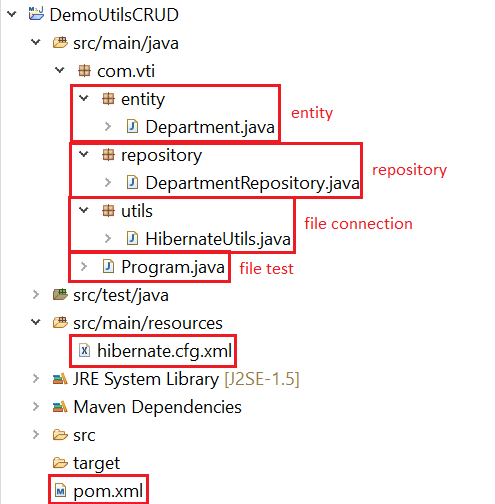 DemoUtilsCRUD
src/main/java
com.vti
entity
entity
Department.java
repository
repository
DepartmentRepository.java
utils
file connection
HibernateUtils.java
Program.java file test
src/test/java
src/main/resources
hibernate.cfg.xml
JRE System Library [J2SE-1.5]
Maven Dependencies
src
target
pom.xml